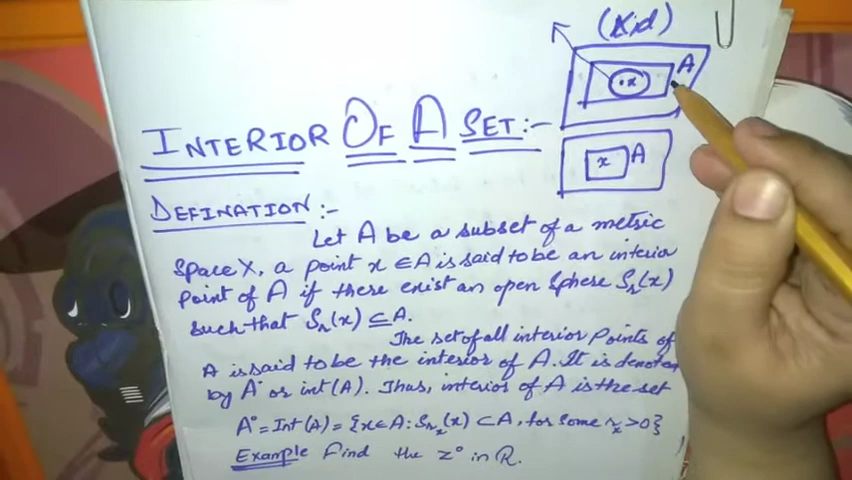 (X,d)
A
.x
INTERIOR OF A SET:-
x A
DEFINATION:-
Let A be a subset of a metric
Space X, a point x ∈ A is said to be an interior
point of A if there exist an open Sphere Sr(x)
such that Sr(x) ⊆ A.
The set of all interior Points of
A is said to be the interior of A. It is denoted
by A° or int(A). Thus, interior of A is the set
A° = Int(A) = {x∈A: Srx(x) ⊂ A, for some rx>0}
Example Find the Z° in R.